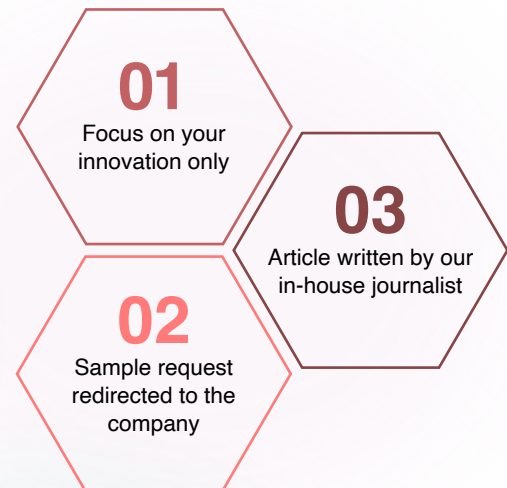 01
Focus on your
innovation only
02
Sample request
redirected to the
company
03
Article written by our
in-house journalist